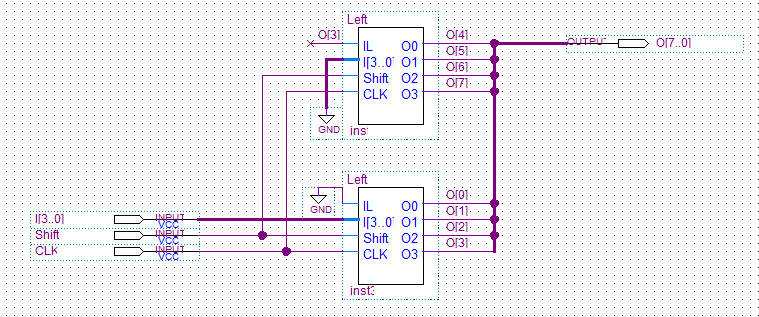 Left
O[3]
IL O0 O[4]
I[3..0] O1 O[5]
Shift O2 O[6]
CLK O3 O[7]
GND
inst
OUTPUT O[7..0]
Left
IL O0 O[0]
GND
I[3..0] O1 O[1]
Shift O2 O[2]
CLK O3 O[3]
inst3
I[3..0] INPUT
VCC
Shift INPUT
VCC
CLK INPUT
VCC